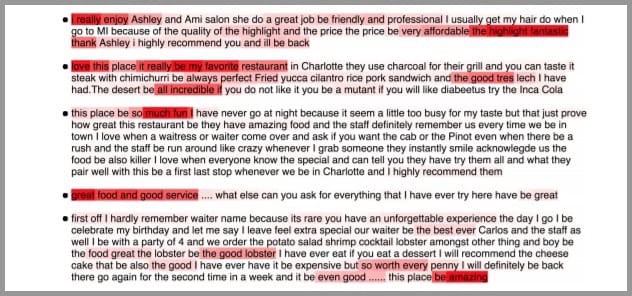 I really enjoy Ashley and Ami salon she do a great job be friendly and professional I usually get my hair do when I
go to MI because of the quality of the highlight and the price the price be very affordable the highlight fantastic
thank Ashley i highly recommend you and ill be back
love this place it really be my favorite restaurant in Charlotte they use charcoal for their grill and you can taste it
steak with chimichurri be always perfect Fried yucca cilantro rice pork sandwich and the good tres lech I have
had.The desert be all incredible if you do not like it you be a mutant if you will like diabeetus try the Inca Cola
this place be so much fun I have never go at night because it seem a little too busy for my taste but that just prove
how great this restaurant be they have amazing food and the staff definitely remember us every time we be in
town I love when a waitress or waiter come over and ask if you want the cab or the Pinot even when there be a
rush and the staff be run around like crazy whenever I grab someone they instantly smile acknowlegde us the
food be also killer I love when everyone know the special and can tell you they have try them all and what they
pair well with this be a first last stop whenever we be in Charlotte and I highly recommend them
great food and good service .... what else can you ask for everything that I have ever try here have be great
first off I hardly remember waiter name because its rare you have an unforgettable experience the day I go I be
celebrate my birthday and let me say I leave feel extra special our waiter be the best ever Carlos and the staff as
well I be with a party of 4 and we order the potato salad shrimp cocktail lobster amongst other thing and boy be
the food great the lobster be the good lobster I have ever eat if you eat a dessert I will recommend the cheese
cake that be also the good I have ever have it be expensive but so worth every penny I will definitely be back
there go again for the second time in a week and it be even good ...... this place be amazing